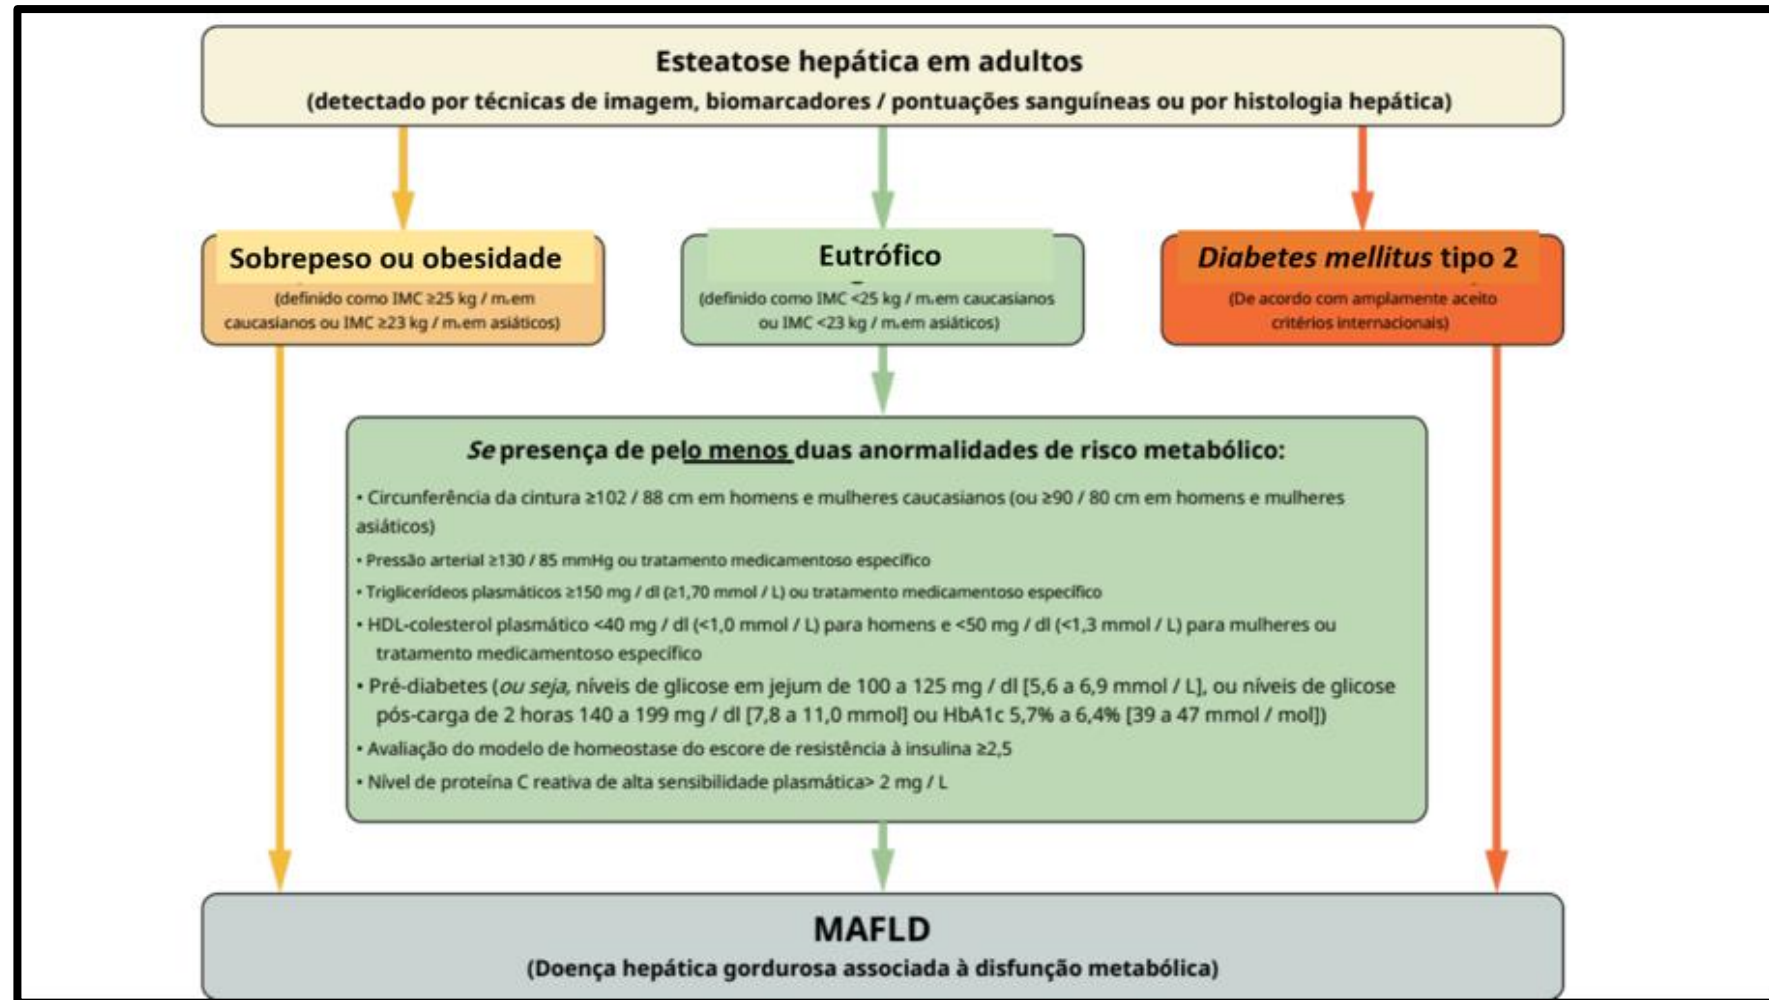 Esteatose hepática em adultos
(detectado por técnicas de imagem, biomarcadores / pontuações sanguíneas ou por histologia hepática)
Sobrepeso ou obesidade
(definido como IMC ≥25 kg / m. em
caucasianos ou IMC ≥23 kg / m. em asiáticos)
Eutrófico
(definido como IMC <25 kg / m. em caucasianos
ou IMC <23 kg / m. em asiáticos)
Diabetes mellitus tipo 2
(De acordo com amplamente aceito
critérios internacionais)
Se presença de pelo menos duas anormalidades de risco metabólico:
• Circunferência da cintura ≥102 / 88 cm em homens e mulheres caucasianos (ou ≥90 / 80 cm em homens e mulheres
asiáticos)
• Pressão arterial ≥130 / 85 mmHg ou tratamento medicamentoso específico
• Triglicerídeos plasmáticos ≥150 mg / dl (≥1,70 mmol / L) ou tratamento medicamentoso específico
• HDL-colesterol plasmático <40 mg / dl (<1,0 mmol / L) para homens e <50 mg / dl (<1,3 mmol / L) para mulheres ou
tratamento medicamentoso específico
• Pré-diabetes (ou seja, níveis de glicose em jejum de 100 a 125 mg / dl [5,6 a 6,9 mmol / L], ou níveis de glicose
pós-carga de 2 horas 140 a 199 mg / dl [7,8 a 11,0 mmol] ou HbA1c 5,7% a 6,4% [39 a 47 mmol / mol])
• Avaliação do modelo de homeostase do escore de resistência à insulina ≥2,5
• Nível de proteína C reativa de alta sensibilidade plasmática> 2 mg / L
MAFLD
(Doença hepática gordurosa associada à disfunção metabólica)